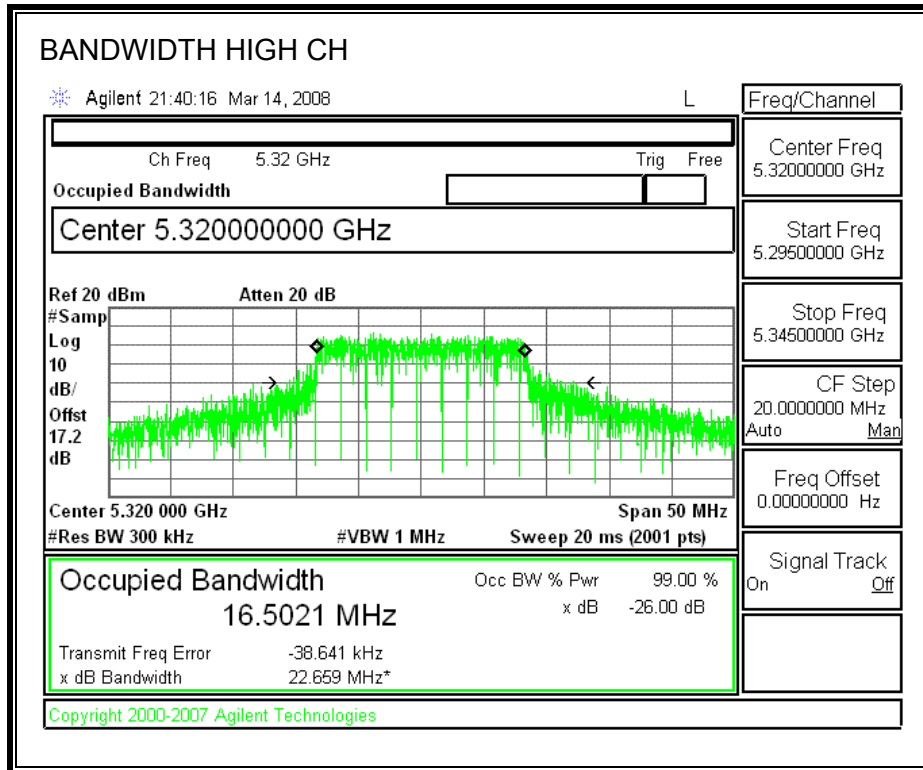 BANDWIDTH HIGH CH
Agilent 21:40:16 Mar 14, 2008 L
Freq/Channel
Ch Freq 5.32 GHz Trig Free
Occupied Bandwidth
Center 5.320000000 GHz
Center Freq
5.32000000 GHz
Start Freq
5.29500000 GHz
Stop Freq
5.34500000 GHz
CF Step
20.0000000 MHz
Auto Man
Freq Offset
0.00000000 Hz
Signal Track
On Off
Ref 20 dBm Atten 20 dB
#Samp
Log
10
dB/
Offst
17.2
dB
Center 5.320 000 GHz Span 50 MHz
#Res BW 300 kHz #VBW 1 MHz Sweep 20 ms (2001 pts)
Occupied Bandwidth Occ BW % Pwr 99.00 %
16.5021 MHz x dB -26.00 dB
Transmit Freq Error -38.641 kHz
x dB Bandwidth 22.659 MHz*
Copyright 2000-2007 Agilent Technologies